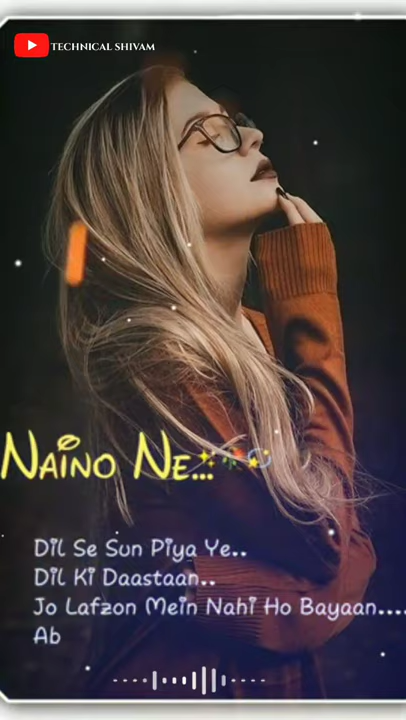 TECHNICAL SHIVAM
NAINO NE...
Dil Se Sun Piya Ye..
Dil Ki Daastaan..
Jo Lafzon Mein Nahi Ho Bayaan....
Ab